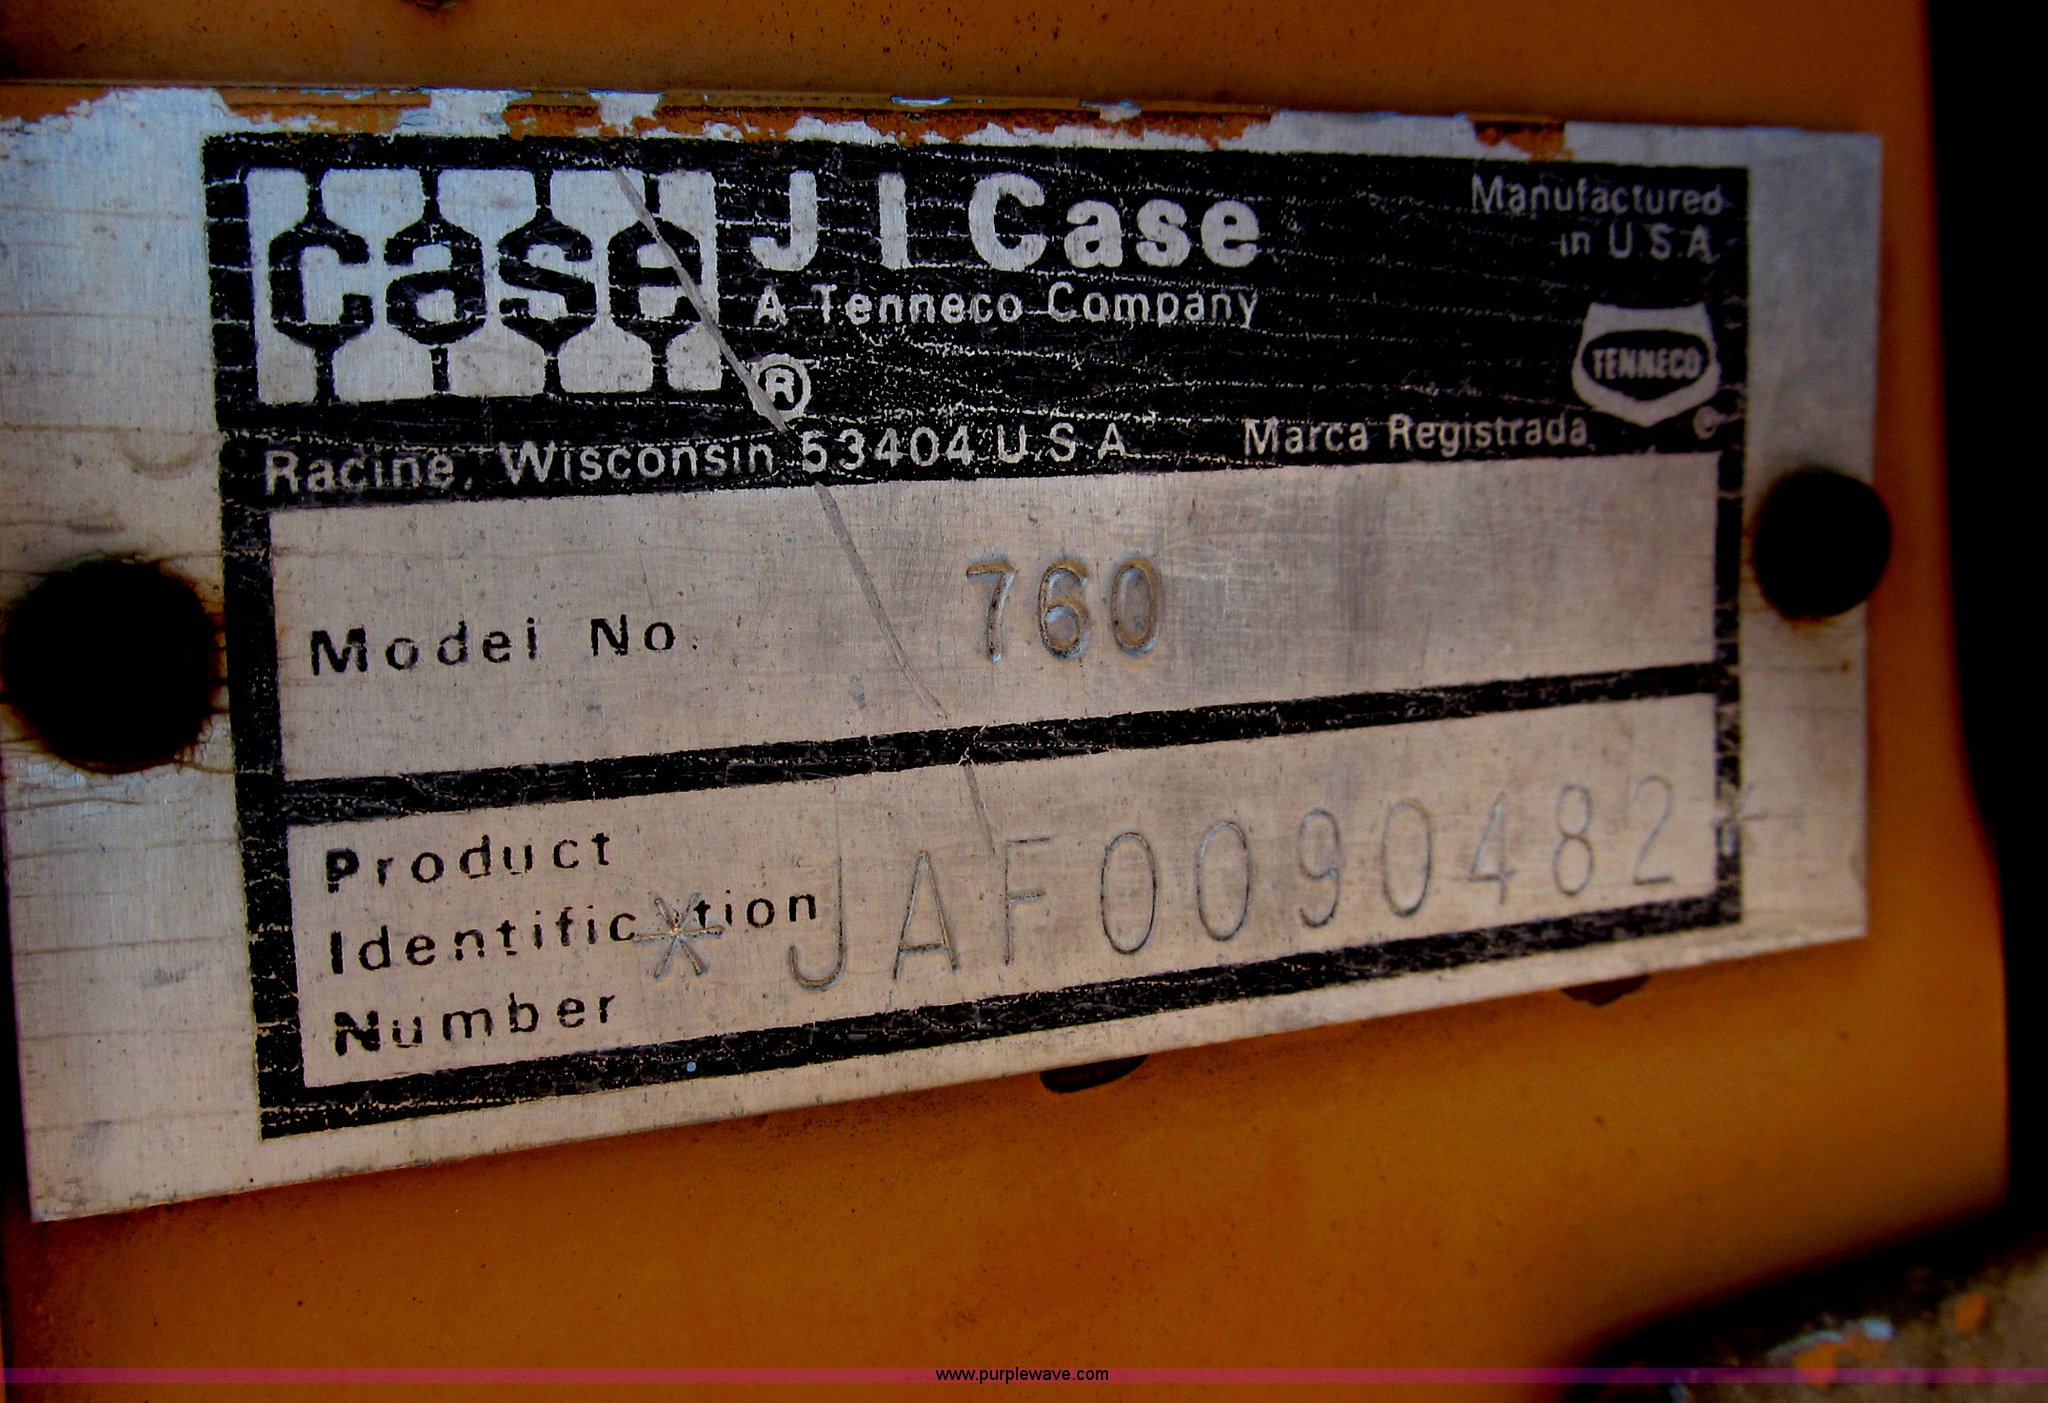 case
J I Case
A Tenneco Company
®
Manufactured
in U.S.A.
TENNECO
Racine, Wisconsin 53404 U.S.A.
Marca Registrada
Model No. 760
Product
Identification
Number
*JAF0090482*
www.purplewave.com